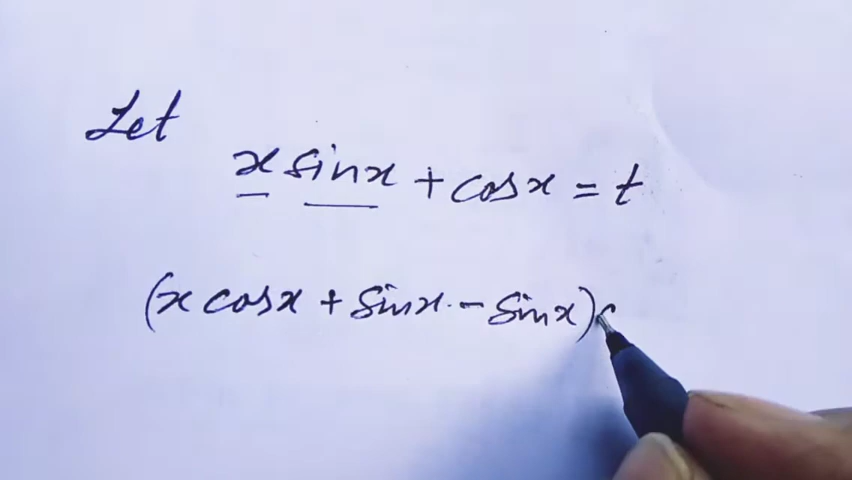 Let
x sinx + cosx = t
(x cosx + sinx - sinx)